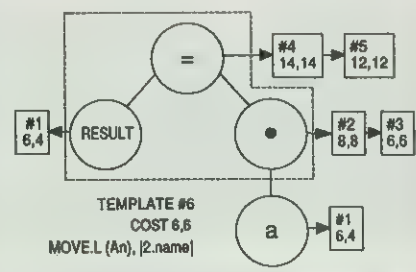 =
#4
14,14
#5
12,12
#1
6,4
RESULT
#2
8,8
#3
6,6
TEMPLATE #6
COST 6,6
MOVE.L (An), |2.name|
a
#1
6,4